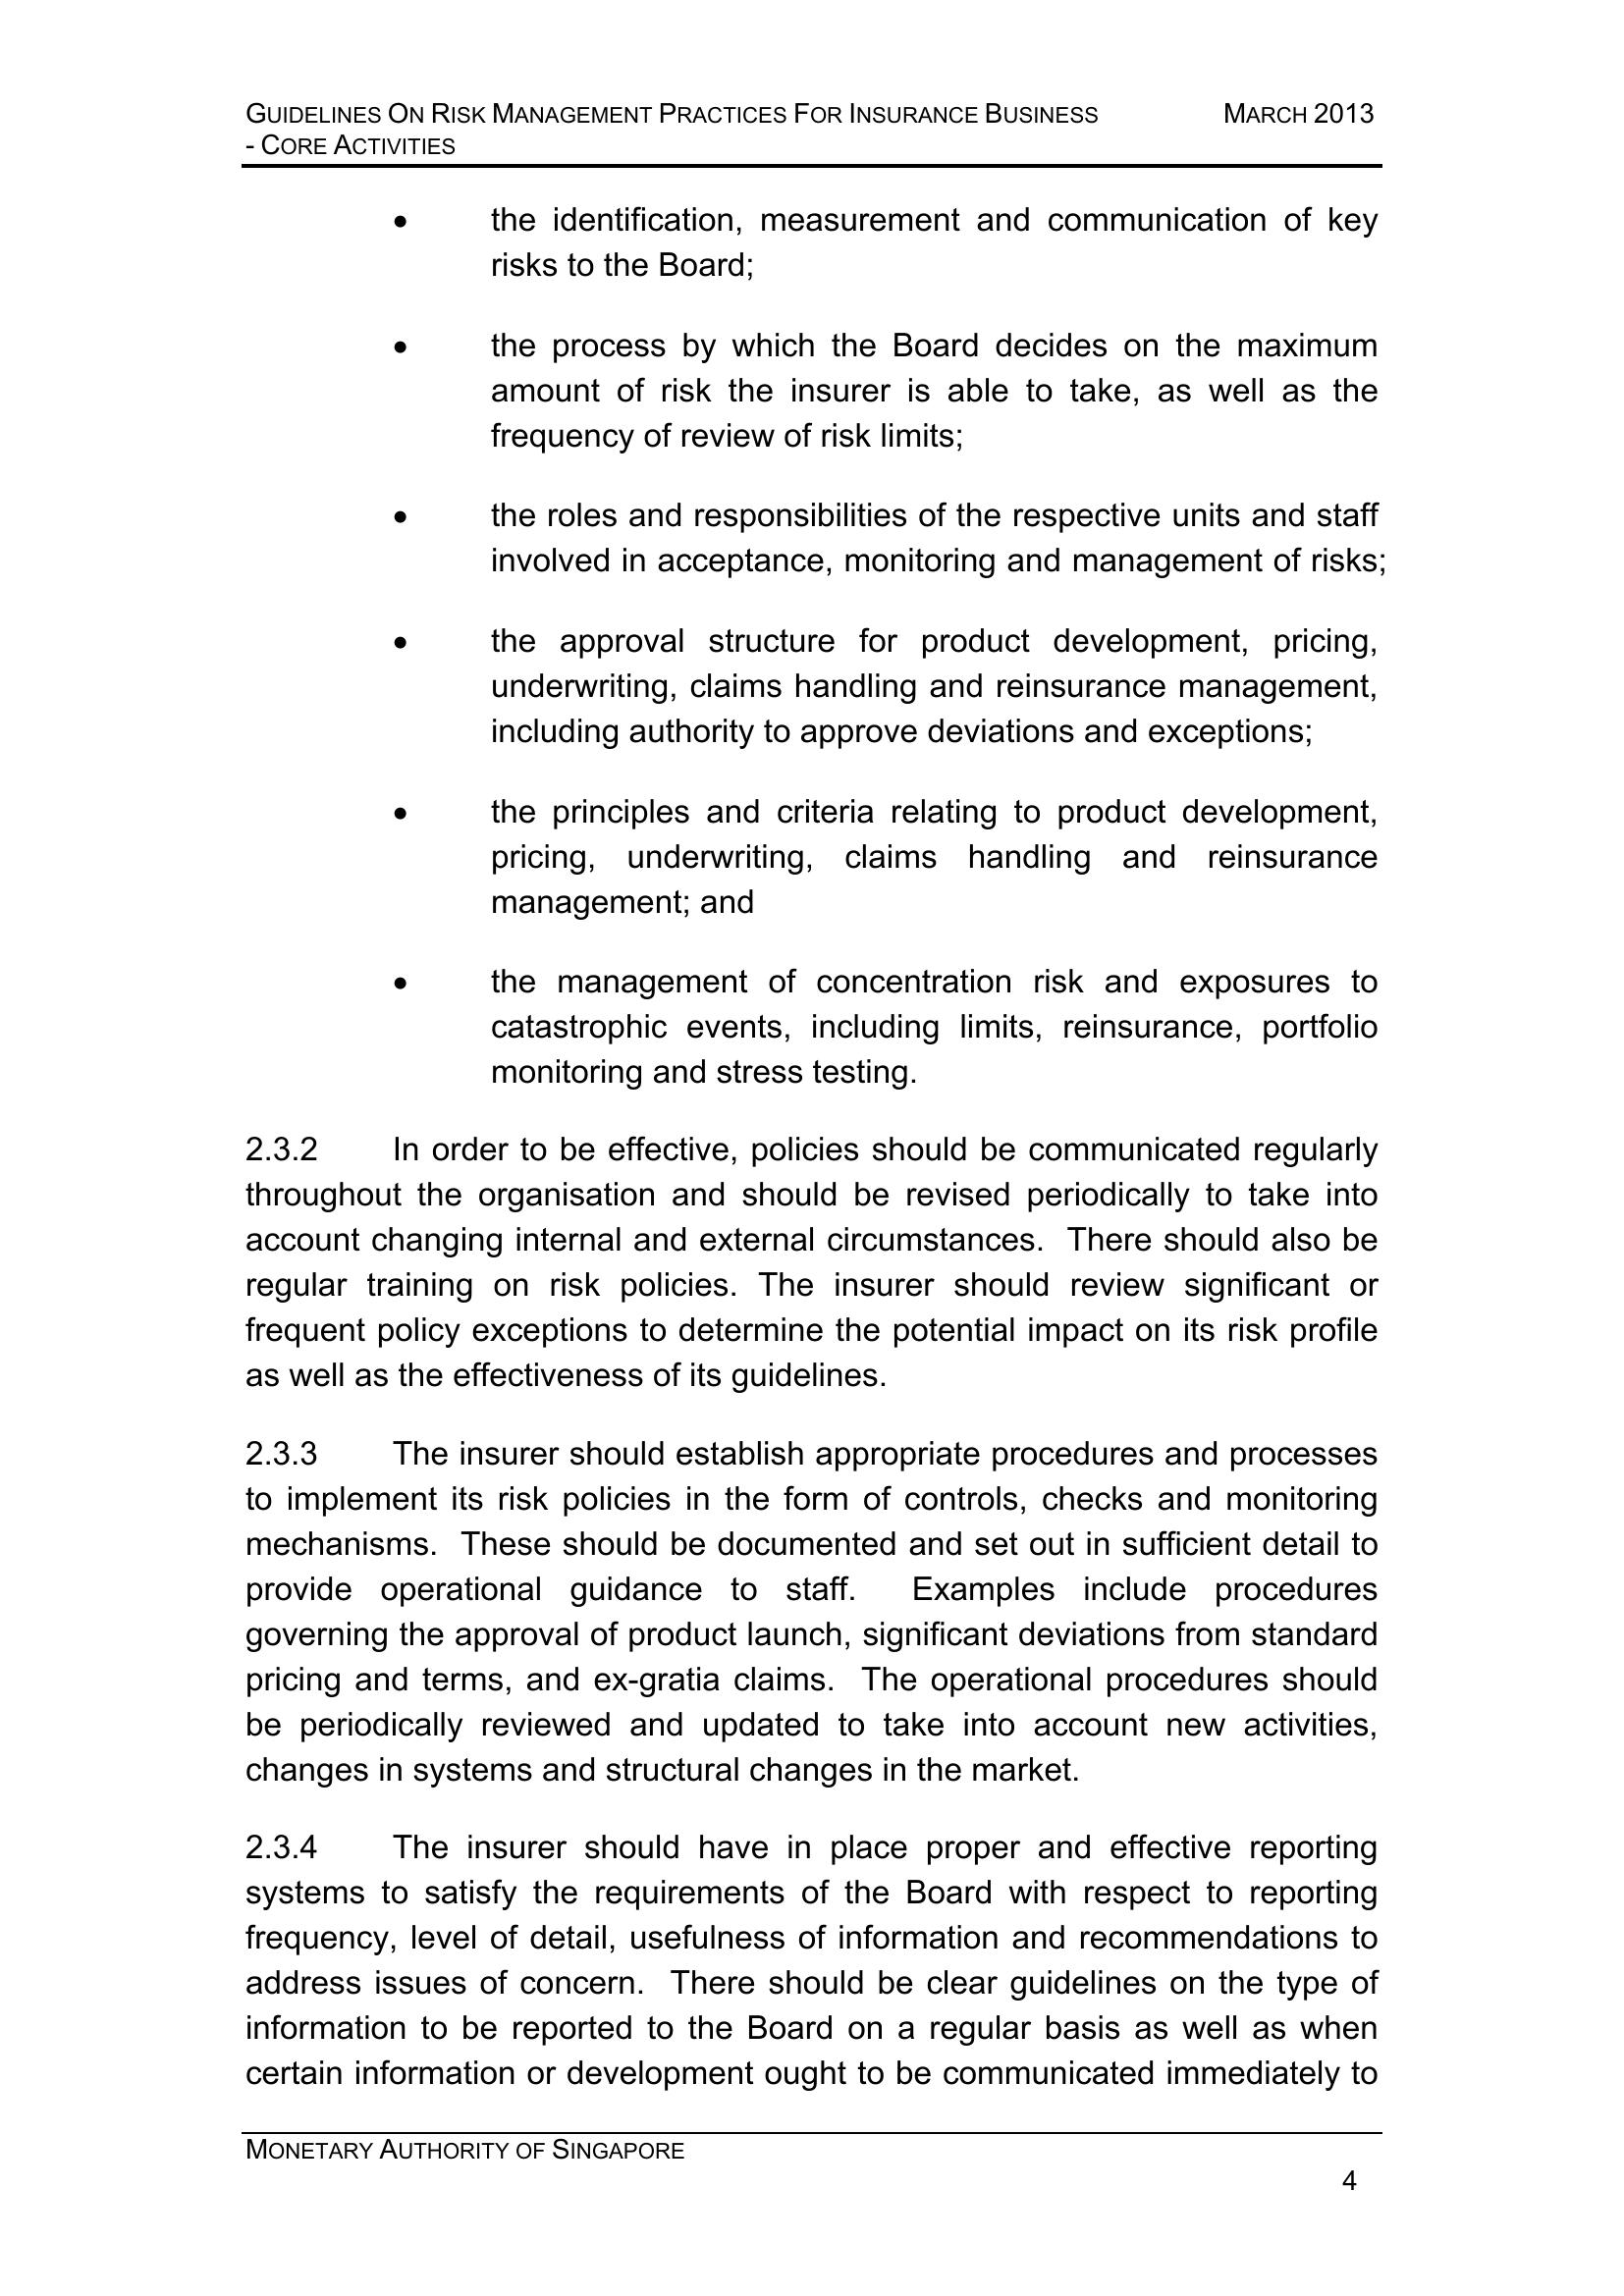 GUIDELINES ON RISK MANAGEMENT PRACTICES FOR INSURANCE BUSINESS MARCH 2013
- CORE ACTIVITIES
• the identification, measurement and communication of key
risks to the Board;
• the process by which the Board decides on the maximum
amount of risk the insurer is able to take, as well as the
frequency of review of risk limits;
• the roles and responsibilities of the respective units and staff
involved in acceptance, monitoring and management of risks;
• the approval structure for product development, pricing,
underwriting, claims handling and reinsurance management,
including authority to approve deviations and exceptions;
• the principles and criteria relating to product development,
pricing, underwriting, claims handling and reinsurance
management; and
• the management of concentration risk and exposures to
catastrophic events, including limits, reinsurance, portfolio
monitoring and stress testing.
2.3.2 In order to be effective, policies should be communicated regularly
throughout the organisation and should be revised periodically to take into
account changing internal and external circumstances. There should also be
regular training on risk policies. The insurer should review significant or
frequent policy exceptions to determine the potential impact on its risk profile
as well as the effectiveness of its guidelines.
2.3.3 The insurer should establish appropriate procedures and processes
to implement its risk policies in the form of controls, checks and monitoring
mechanisms. These should be documented and set out in sufficient detail to
provide operational guidance to staff. Examples include procedures
governing the approval of product launch, significant deviations from standard
pricing and terms, and ex-gratia claims. The operational procedures should
be periodically reviewed and updated to take into account new activities,
changes in systems and structural changes in the market.
2.3.4 The insurer should have in place proper and effective reporting
systems to satisfy the requirements of the Board with respect to reporting
frequency, level of detail, usefulness of information and recommendations to
address issues of concern. There should be clear guidelines on the type of
information to be reported to the Board on a regular basis as well as when
certain information or development ought to be communicated immediately to
MONETARY AUTHORITY OF SINGAPORE
4